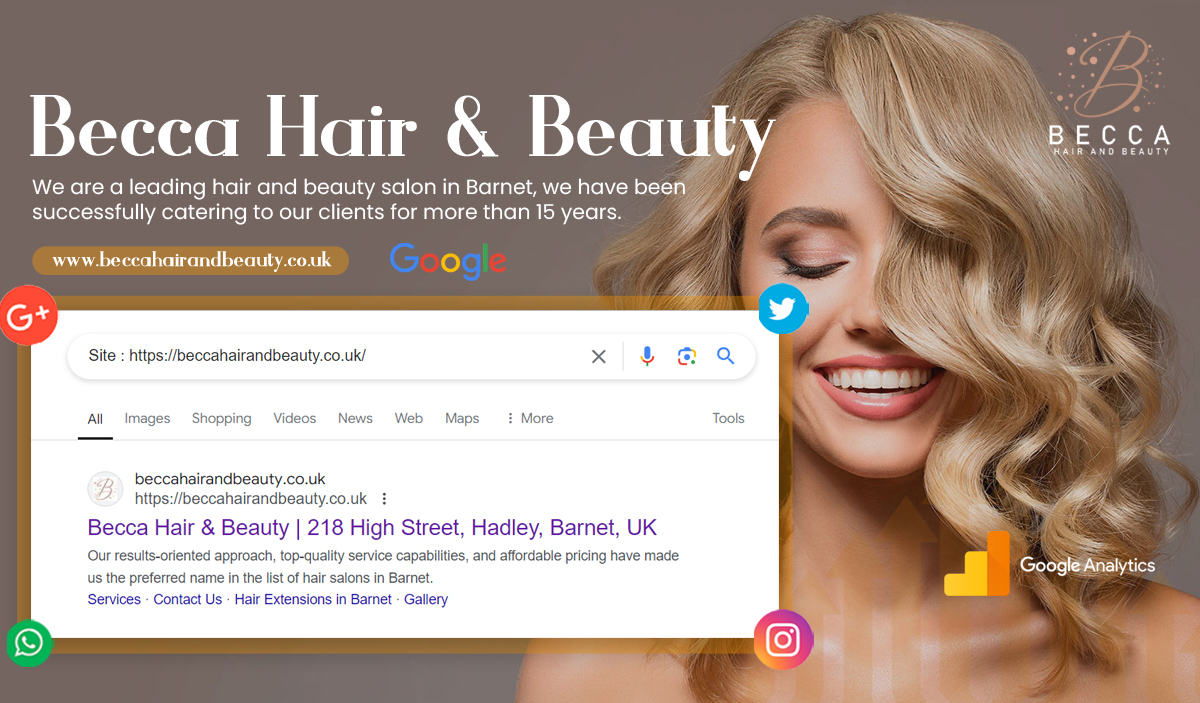 Becca Hair & Beauty
We are a leading hair and beauty salon in Barnet, we have been
successfully catering to our clients for more than 15 years.
www.beccahairandbeauty.co.uk
Google
B
BECCA
HAIR AND BEAUTY
G+
Site : https://beccahairandbeauty.co.uk/
All Images Shopping Videos News Web Maps More Tools
B
beccahairandbeauty.co.uk
https://beccahairandbeauty.co.uk
Becca Hair & Beauty | 218 High Street, Hadley, Barnet, UK
Our results-oriented approach, top-quality service capabilities, and affordable pricing have made
us the preferred name in the list of hair salons in Barnet.
Services · Contact Us · Hair Extensions in Barnet · Gallery
Google Analytics